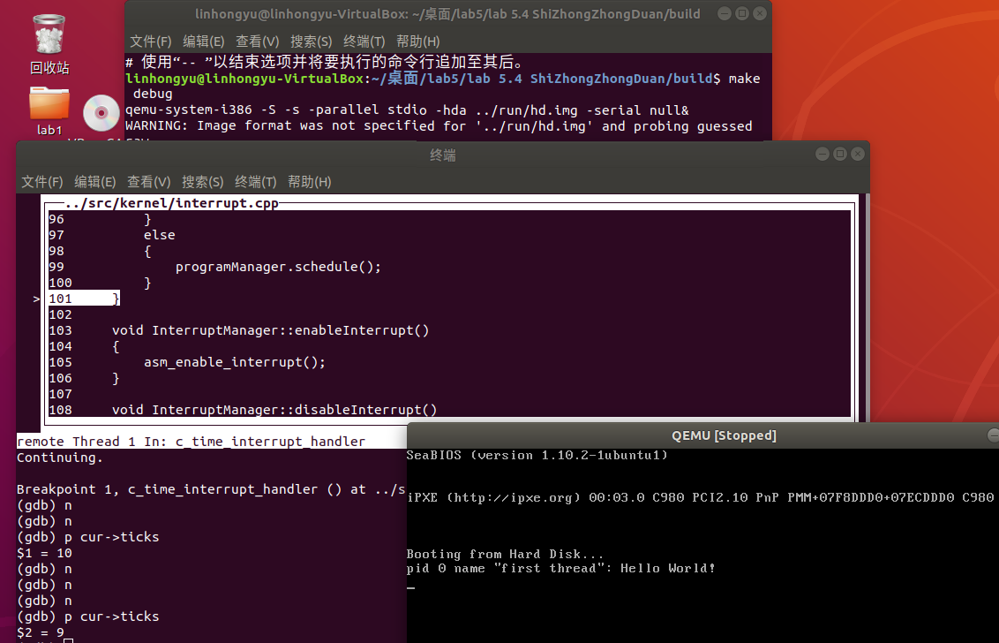 linhongyu@linhongyu-VirtualBox: ~/桌面/lab5/lab 5.4 ShiZhongZhongDuan/build
文件(F) 编辑(E) 查看(V) 搜索(S) 终端(T) 帮助(H)
# 使用“-- ”以结束选项并将要执行的命令行追加至其后。
linhongyu@linhongyu-VirtualBox:~/桌面/lab5/lab 5.4 ShiZhongZhongDuan/build$ make
debug
qemu-system-i386 -S -s -parallel stdio -hda ../run/hd.img -serial null&
WARNING: Image format was not specified for '../run/hd.img' and probing guessed
回收站
lab1
终端
文件(F) 编辑(E) 查看(V) 搜索(S) 终端(T) 帮助(H)
../src/kernel/interrupt.cpp
96 }
97 else
98 {
99 programManager.schedule();
100 }
>101 }
102
103 void InterruptManager::enableInterrupt()
104 {
105 asm_enable_interrupt();
106 }
107
108 void InterruptManager::disableInterrupt()
remote Thread 1 In: c_time_interrupt_handler
Continuing.
Breakpoint 1, c_time_interrupt_handler () at ../s
(gdb) n
(gdb) n
(gdb) p cur->ticks
$1 = 10
(gdb) n
(gdb) n
(gdb) n
(gdb) p cur->ticks
$2 = 9
QEMU [Stopped]
SeaBIOS (version 1.10.2-1ubuntu1)
iPXE (http://ipxe.org) 00:03.0 C980 PCI2.10 PnP PMM+07F8DDD0+07ECDDD0 C980
Booting from Hard Disk...
pid 0 name "first thread": Hello World!